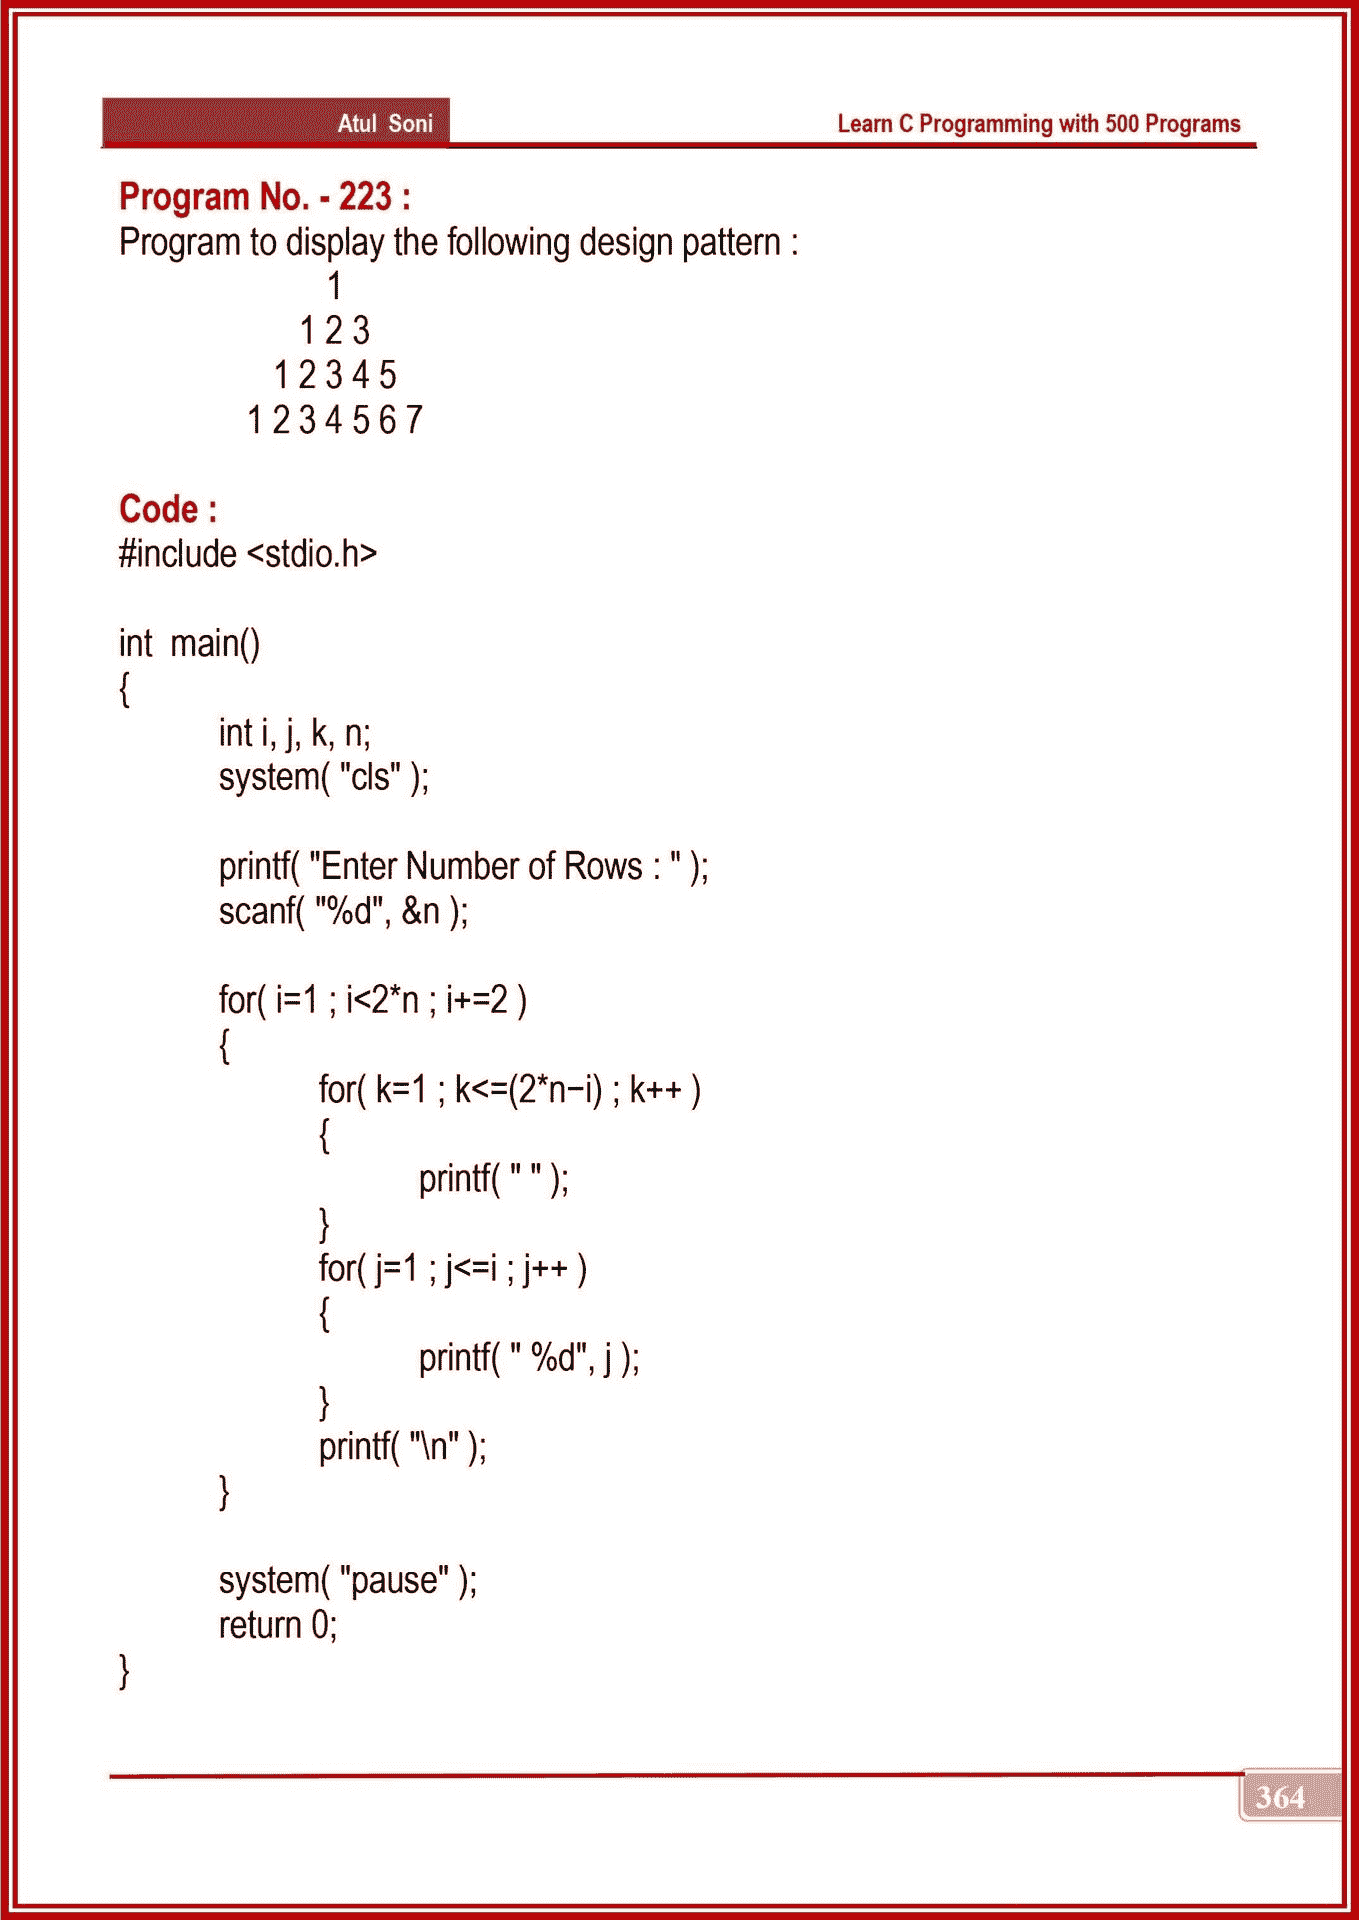 Atul Soni
Learn C Programming with 500 Programs
Program No. - 223 :
Program to display the following design pattern :
1
1 2 3
1 2 3 4 5
1 2 3 4 5 6 7
Code :
#include <stdio.h>
int main()
{
int i, j, k, n;
system( "cls" );
printf( "Enter Number of Rows : " );
scanf( "%d", &n );
for( i=1 ; i<2*n ; i+=2 )
{
for( k=1 ; k<=(2*n−i) ; k++ )
{
printf( " " );
}
for( j=1 ; j<=i ; j++ )
{
printf( " %d", j );
}
printf( "\n" );
}
system( "pause" );
return 0;
}
364